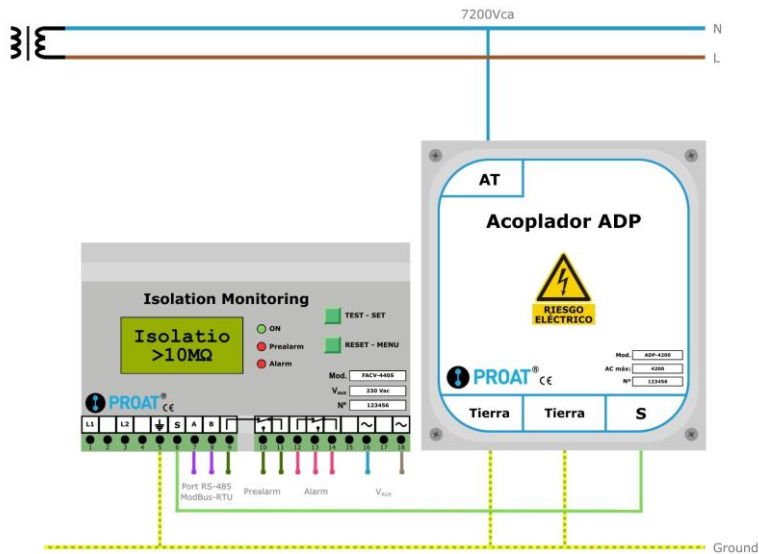 7200Vca
N
L
AT
Acoplador ADP
RIESGO
ELÉCTRICO
Mod. ADP-4200
AC máx: 4200
Nº 123456
PROAT® CE
Tierra Tierra S
Isolation Monitoring
Isolatio
>10MΩ
ON
Prealarm
Alarm
TEST - SET
RESET - MENU
Mod. FACV-440S
VAUX 230 Vac
Nº 123456
PROAT® CE
L1 L2 S A B
1 2 3 4 5 6 7 8 9 10 11 12 13 14 15 16 17 18
Port RS-485
ModBus-RTU
Prealarm
Alarm
VAUX
Ground